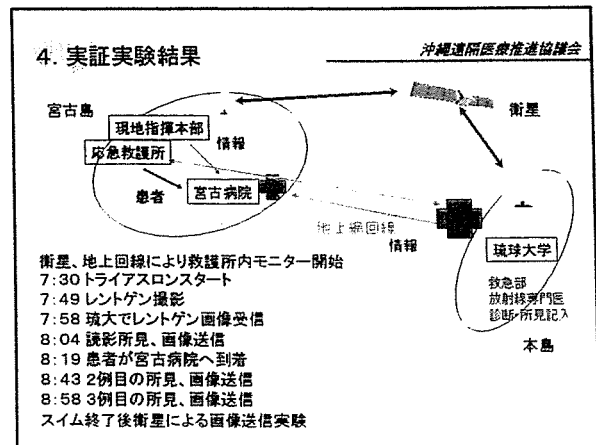 4. 実証実験結果
沖縄遠隔医療推進協議会
宮古島
衛星
現地指揮本部
応急救護所
情報
患者
宮古病院
地上線回線
情報
琉球大学
救急部
放射線専門医
診断・所見記入
本島
衛星、地上回線により救護所内モニター開始
7:30 トライアスロンスタート
7:49 レントゲン撮影
7:58 琉大でレントゲン画像受信
8:04 読影所見、画像送信
8:19 患者が宮古病院へ到着
8:43 2例目の所見、画像送信
8:58 3例目の所見、画像送信
スイム終了後衛星による画像送信実験